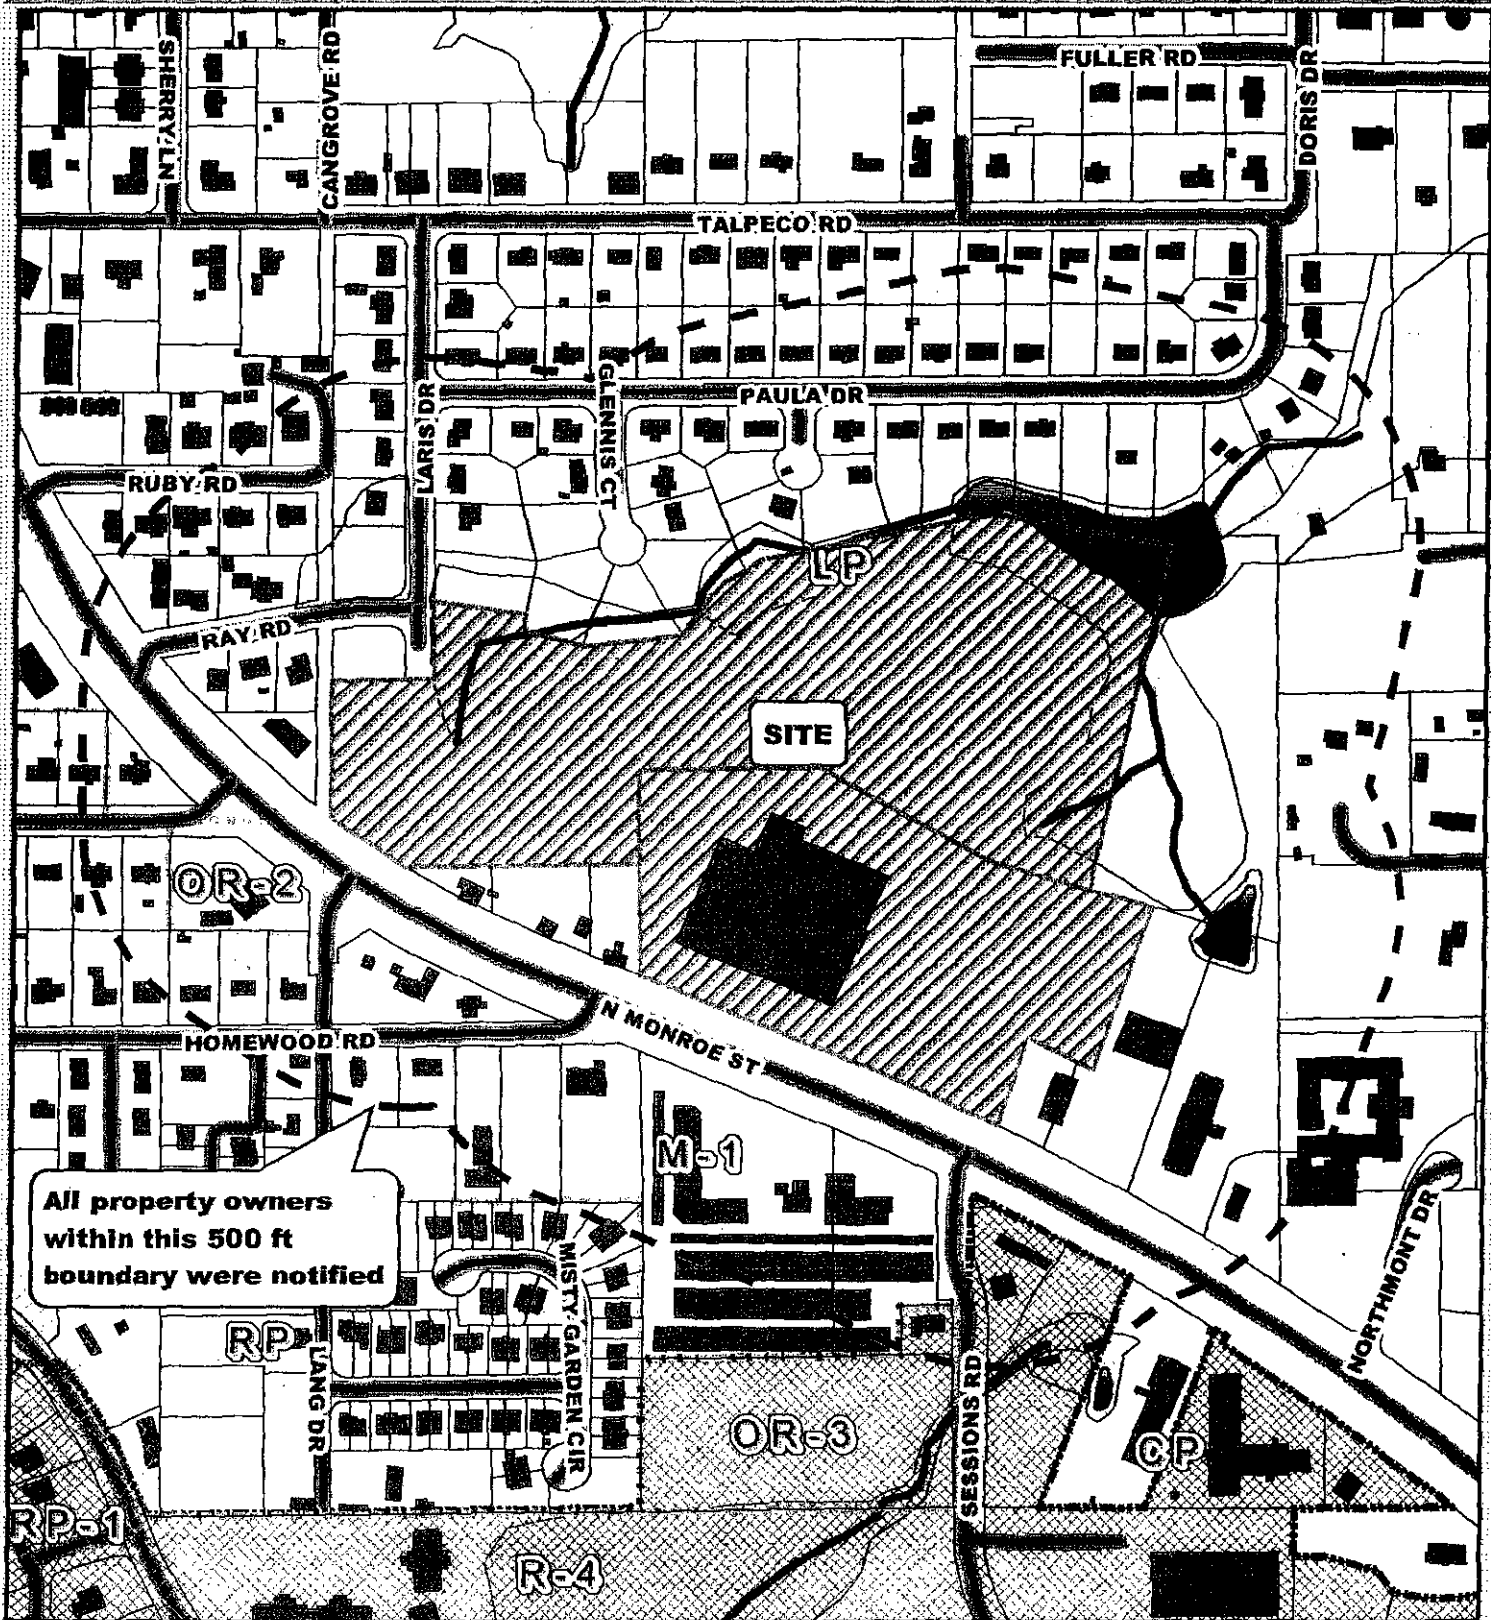 SHERRY LN
CANGROVE RD
FULLER RD
DORIS DR
TALPECO RD
GLENNIS CT
PAULA DR
LARIS DR
RUBY RD
LP
RAY RD
SITE
OR-2
N MONROE ST
HOMEWOOD RD
M-1
All property owners
within this 500 ft
boundary were notified
MISTY GARDEN CIR
NORTHMONT DR
RP
LANG DR
SESSIONS RD
OR-3
CP
RP-1
R-4